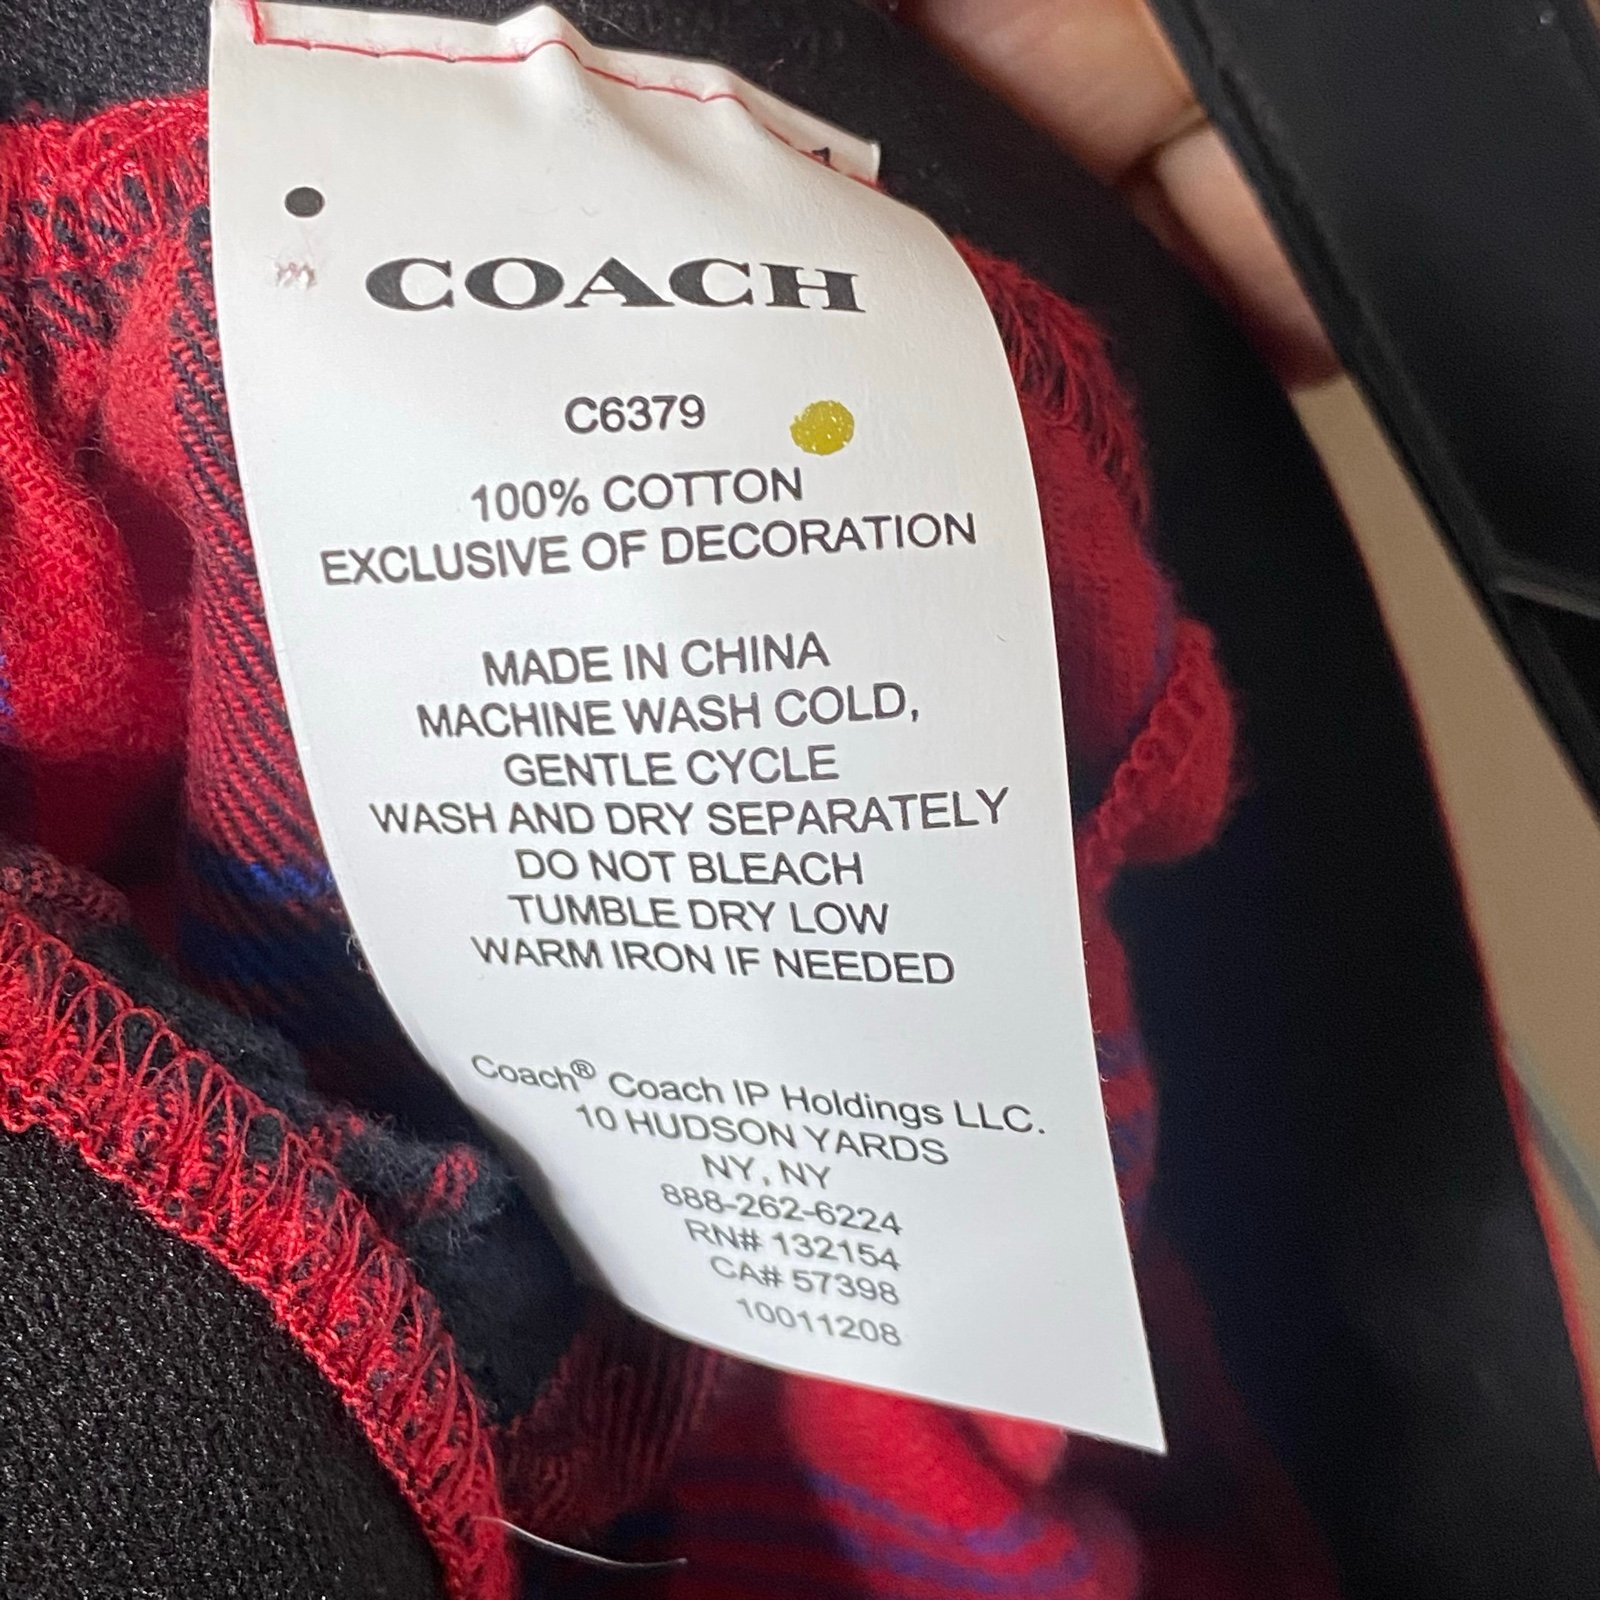 COACH
C6379
100% COTTON
EXCLUSIVE OF DECORATION
MADE IN CHINA
MACHINE WASH COLD,
GENTLE CYCLE
WASH AND DRY SEPARATELY
DO NOT BLEACH
TUMBLE DRY LOW
WARM IRON IF NEEDED
Coach® Coach IP Holdings LLC.
10 HUDSON YARDS
NY, NY
888-262-6224
RN# 132154
CA# 57398
10011208